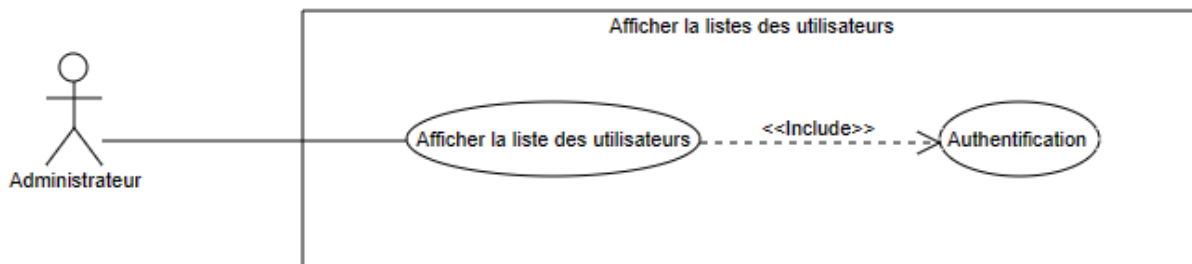 Afficher la listes des utilisateurs
Afficher la liste des utilisateurs
<<Include>>
Authentification
Administrateur